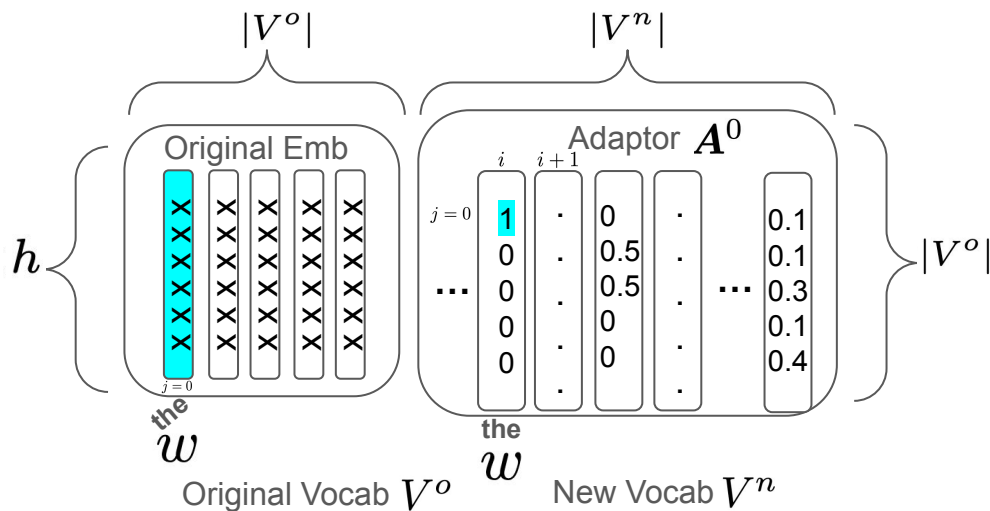 |V^o| |V^n|
Original Emb
Adaptor A^0
i i + 1
j = 0
X X X X X
X X X X X
X X X X X
X X X X X
X X X X X
X X X X X
h
1 . 0 . 0.1
0 . 0.5 . 0.1
... 0 . 0.5 . ... 0.3
0 . 0 . 0.1
0 . 0 . 0.4
|V^o|
j = 0
the
w
the
w
Original Vocab V^o
New Vocab V^n